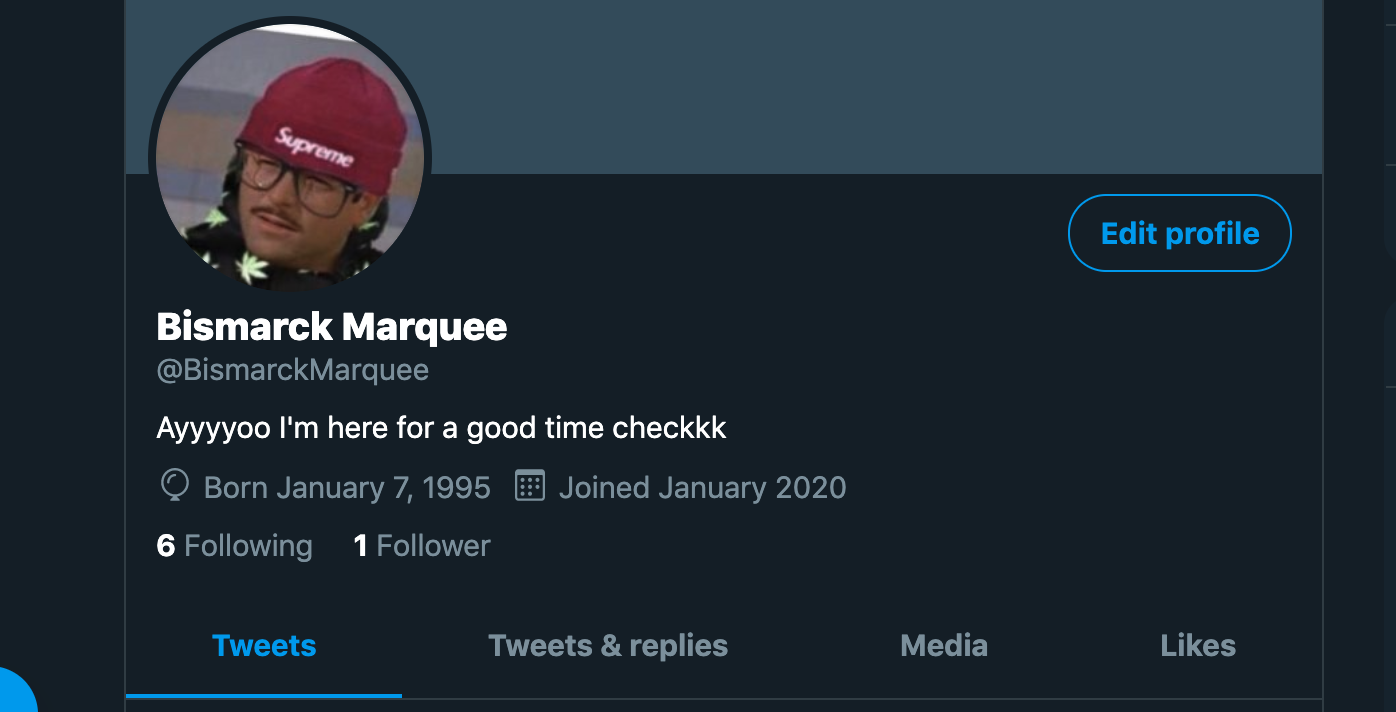 Supreme
Edit profile
Bismarck Marquee
@BismarckMarquee
Ayyyyoo I'm here for a good time checkkk
Born January 7, 1995 Joined January 2020
6 Following 1 Follower
Tweets Tweets & replies Media Likes